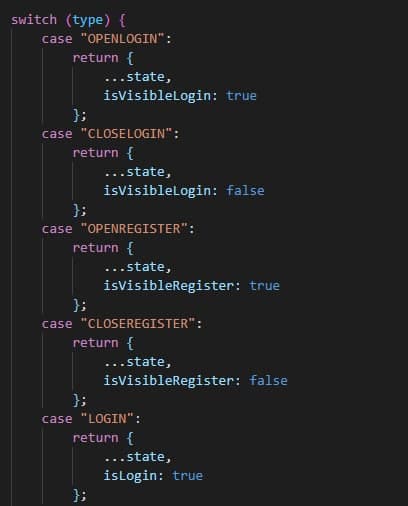 switch (type) {
    case "OPENLOGIN":
        return {
            ...state,
            isVisibleLogin: true
        };
    case "CLOSELOGIN":
        return {
            ...state,
            isVisibleLogin: false
        };
    case "OPENREGISTER":
        return {
            ...state,
            isVisibleRegister: true
        };
    case "CLOSEREGISTER":
        return {
            ...state,
            isVisibleRegister: false
        };
    case "LOGIN":
        return {
            ...state,
            isLogin: true
        };